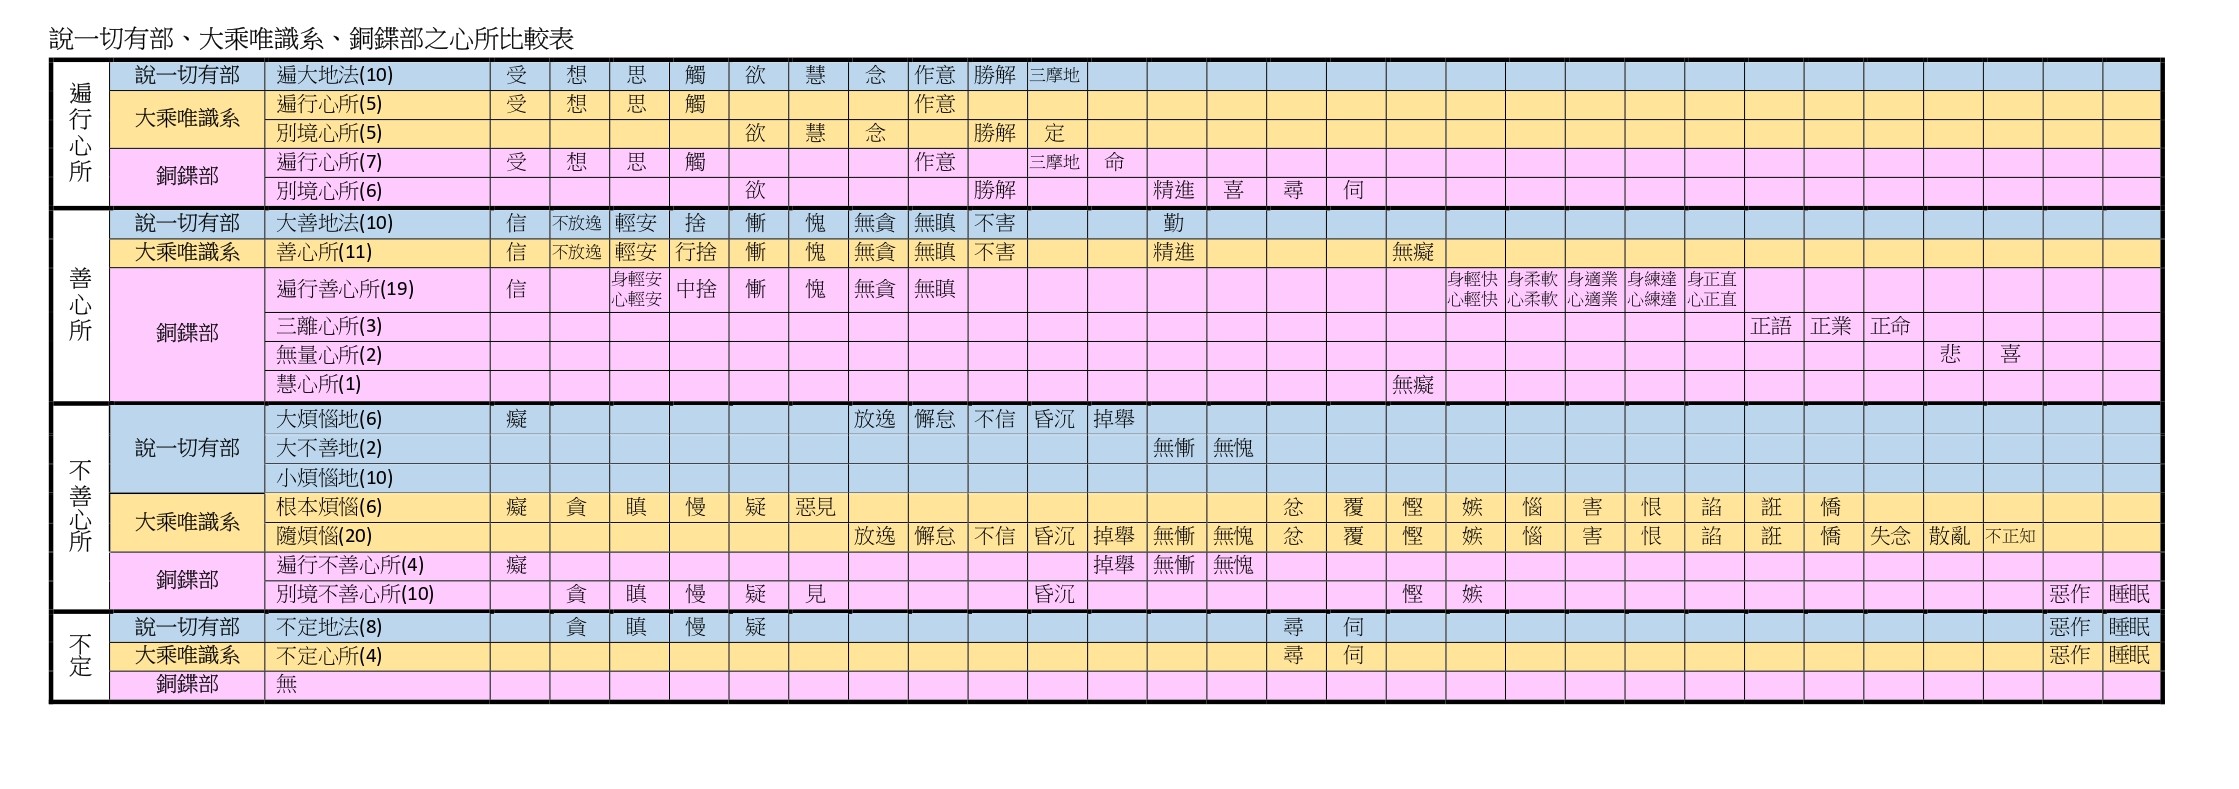 說一切有部、大乘唯識系、銅鍱部之心所比較表
遍行心所
說一切有部 遍大地法(10) 受 想 思 觸 欲 慧 念 作意 勝解 三摩地
大乘唯識系
遍行心所(5) 受 想 思 觸 作意
別境心所(5) 欲 慧 念 勝解 定
銅鍱部
遍行心所(7) 受 想 思 觸 作意 三摩地 命
別境心所(6) 欲 勝解 精進 喜 尋 伺
善心所
說一切有部 大善地法(10) 信 不放逸 輕安 捨 慚 愧 無貪 無瞋 不害 勤
大乘唯識系 善心所(11) 信 不放逸 輕安 行捨 慚 愧 無貪 無瞋 不害 精進 無癡
銅鍱部
遍行善心所(19) 信 身輕安 心輕安 中捨 慚 愧 無貪 無瞋 身輕快 心輕快 身柔軟 心柔軟 身適業 心適業 身練達 心練達 身正直 心正直
三離心所(3) 正語 正業 正命
無量心所(2) 悲 喜
慧心所(1) 無癡
不善心所
說一切有部
大煩惱地(6) 癡 放逸 懈怠 不信 昏沉 掉舉
大不善地(2) 無慚 無愧
小煩惱地(10)
大乘唯識系
根本煩惱(6) 癡 貪 瞋 慢 疑 惡見 忿 覆 慳 嫉 惱 害 恨 諂 誑 憍
隨煩惱(20) 放逸 懈怠 不信 昏沉 掉舉 無慚 無愧 忿 覆 慳 嫉 惱 害 恨 諂 誑 憍 失念 散亂 不正知
銅鍱部
遍行不善心所(4) 癡 掉舉 無慚 無愧
別境不善心所(10) 貪 瞋 慢 疑 見 昏沉 慳 嫉 惡作 睡眠
不定
說一切有部 不定地法(8) 貪 瞋 慢 疑 尋 伺 惡作 睡眠
大乘唯識系 不定心所(4) 尋 伺 惡作 睡眠
銅鍱部 無